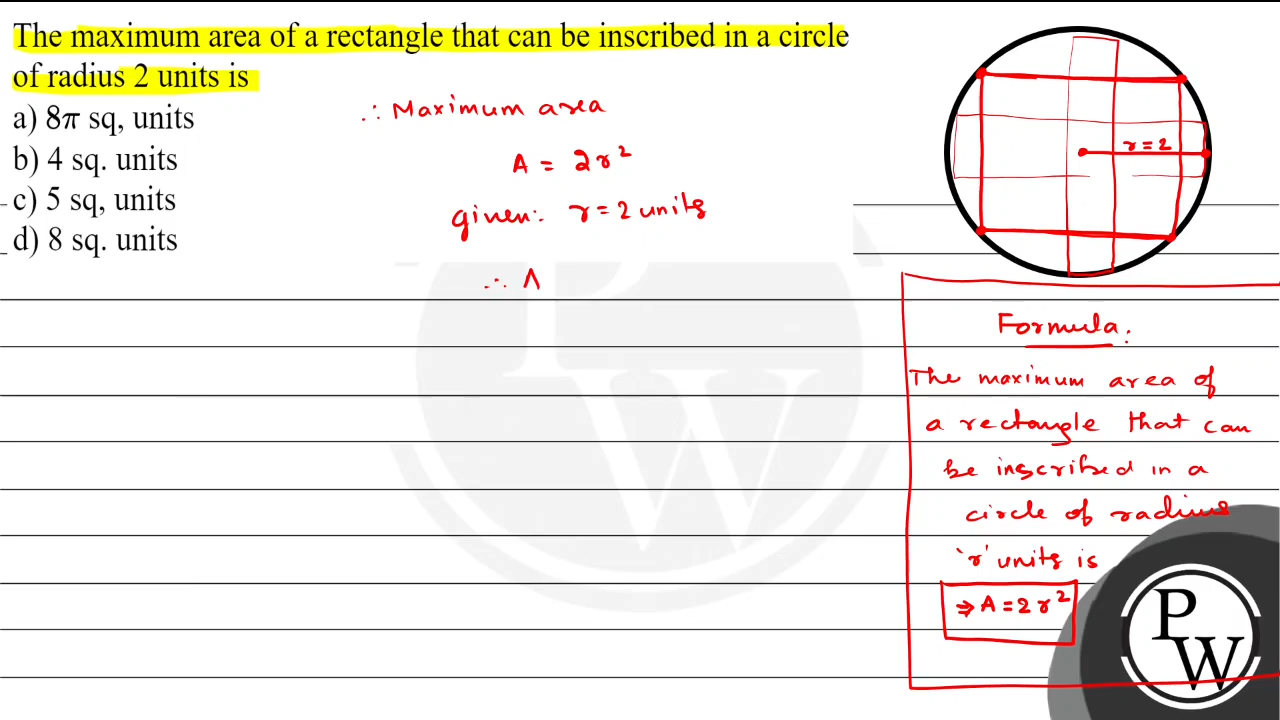 The maximum area of a rectangle that can be inscribed in a circle
of radius 2 units is
a) 8π sq, units
b) 4 sq. units
c) 5 sq, units
d) 8 sq. units
∴ Maximum area
A = 2r²
given: r = 2 units
∴ A
r = 2
Formula:
The maximum area of
a rectangle that can
be inscribed in a
circle of radius
'r' units is
⇒ A = 2r²
P
W
P
W